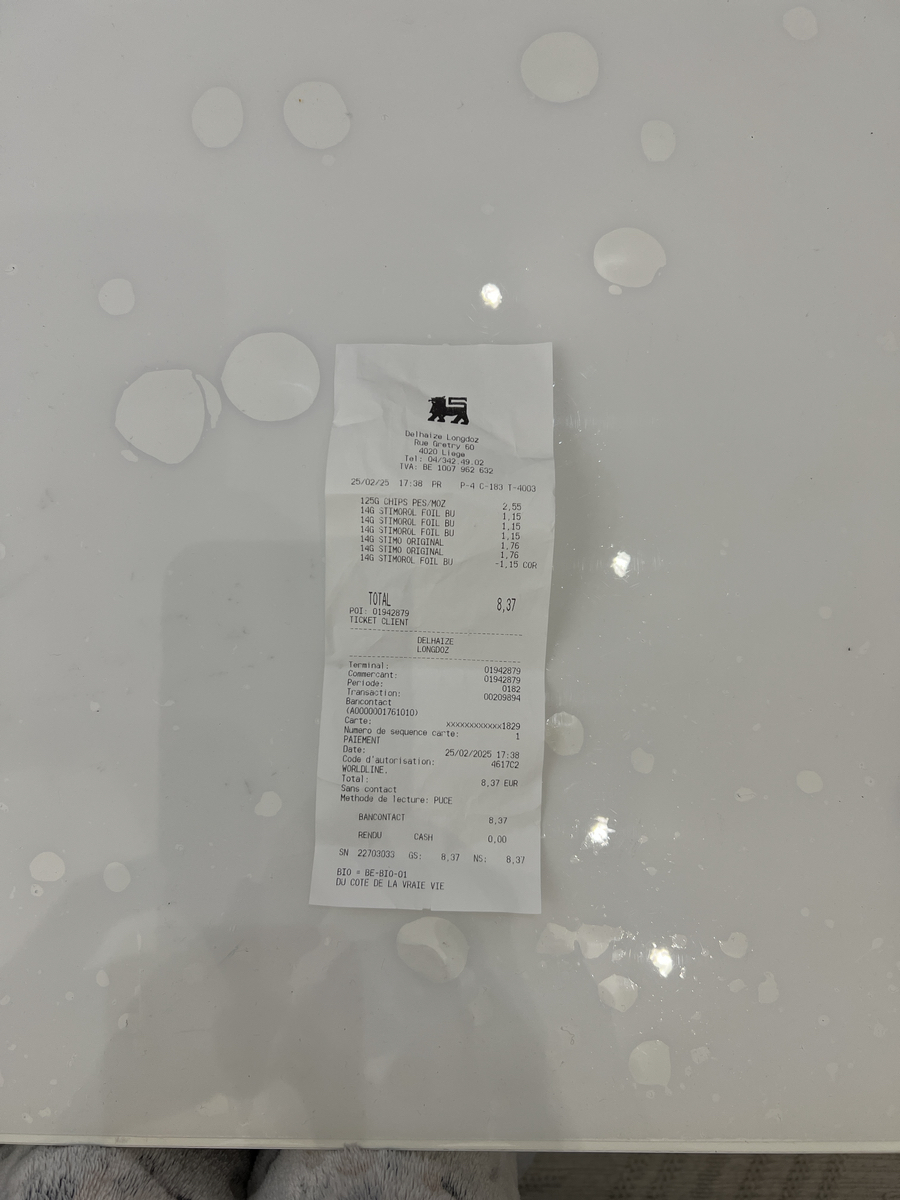 Delhaize Longdoz
Rue Gretry 60
4020 Liege
Tel: 04/342.49.02
TVA: BE 1007 962 632
25/02/25 17:38 PR P-4 C-183 T-4003
125G CHIPS PES/MOZ 2,55
14G STIMOROL FOIL BU 1,15
14G STIMOROL FOIL BU 1,15
14G STIMOROL FOIL BU 1,15
14G STIMO ORIGINAL 1,76
14G STIMO ORIGINAL 1,76
14G STIMOROL FOIL BU -1,15 COR
TOTAL 8,37
POI: 01942879
TICKET CLIENT
DELHAIZE
LONGDOZ
Terminal: 01942879
Commercant: 01942879
Periode: 0182
Transaction: 00209894
Bancontact
(A0000001761010)
Carte: xxxxxxxxxxxx1829
Numero de sequence carte: 1
PAIEMENT
Date: 25/02/2025 17:38
Code d'autorisation: 4617C2
WORLDLINE.
Total: 8,37 EUR
Sans contact
Methode de lecture: PUCE
BANCONTACT 8,37
RENDU CASH 0,00
SN 22703033 GS: 8,37 NS: 8,37
BIO = BE-BIO-01
DU COTE DE LA VRAIE VIE